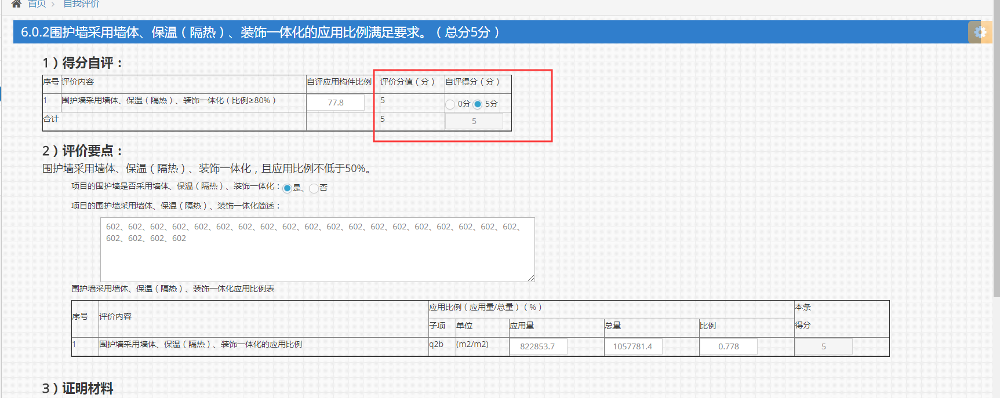 首页 > 自我评价
6.0.2围护墙采用墙体、保温（隔热）、装饰一体化的应用比例满足要求。（总分5分）
1）得分自评：
序号 评价内容 自评应用构件比例 评价分值（分） 自评得分（分）
1 围护墙采用墙体、保温（隔热）、装饰一体化（比例≥80%） 77.8 5 0分 5分
合计 5 5
2）评价要点：
围护墙采用墙体、保温（隔热）、装饰一体化，且应用比例不低于50%。
项目的围护墙是否采用墙体、保温（隔热）、装饰一体化：是、否
项目的围护墙采用墙体、保温（隔热）、装饰一体化简述：
602、602、602、602、602、602、602、602、602、602、602、602、602、602、602、602、602、602、602、
602、602、602、602
围护墙采用墙体、保温（隔热）、装饰一体化应用比例表
序号 评价内容 应用比例（应用量/总量）（%） 本条
子项 单位 应用量 总量 比例 得分
1 围护墙采用墙体、保温（隔热）、装饰一体化的应用比例 q2b (m2/m2) 822853.7 1057781.4 0.778 5
3）证明材料